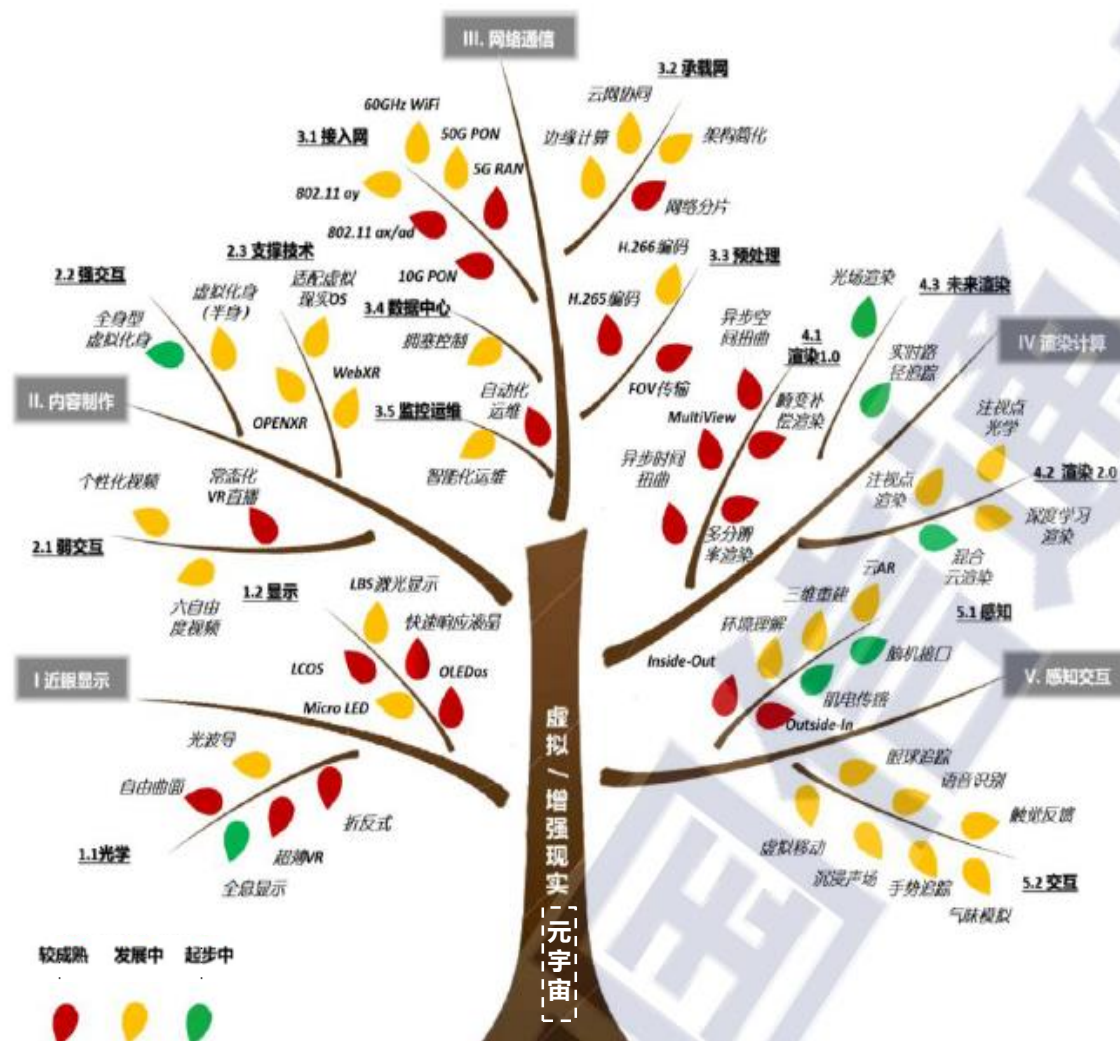 III. 网络通信
3.2 承载网
云网协同
60GHz WiFi
3.1 接入网
50G PON
边缘计算
架构简化
5G RAN
802.11 ay
网络分片
802.11 ax/ad
2.3 支撑技术
H.266 编码
3.3 预处理
10G PON
2.2 强交互
适配虚拟
现实OS
光场渲染
4.3 未来渲染
虚拟化身
(半身)
全身型
虚拟化身
3.4 数据中心
H.265 编码
异步空
间扭曲
4.1
渲染1.0
拥塞控制
实时路
径追踪
IV 渲染计算
WebXR
自动化
运维
FOV传输
II. 内容制作
OPENXR
3.5 监控运维
MultiView
畸变补
偿渲染
注视点
光学
智能化运维
异步时间
扭曲
个性化视频
常态化
VR直播
注视点
渲染
4.2 渲染 2.0
深度学习
渲染
2.1 弱交互
多分辨
率渲染
混合
云渲染
云AR
六自由
度视频
1.2 显示
LBS 激光显示
三维重建
5.1 感知
快速响应液晶
环境理解
Inside-Out
脑机接口
I 近眼显示
LCOS
OLEDos
V. 感知交互
Micro LED
肌电传感
Outside-In
光波导
眼球追踪
自由曲面
语音识别
折反式
触觉反馈
1.1光学
超薄VR
虚拟移动
全息显示
沉浸声场
手势追踪
5.2 交互
气味模拟
虚拟/增强现实
元宇宙
较成熟 发展中 起步中
国信通院